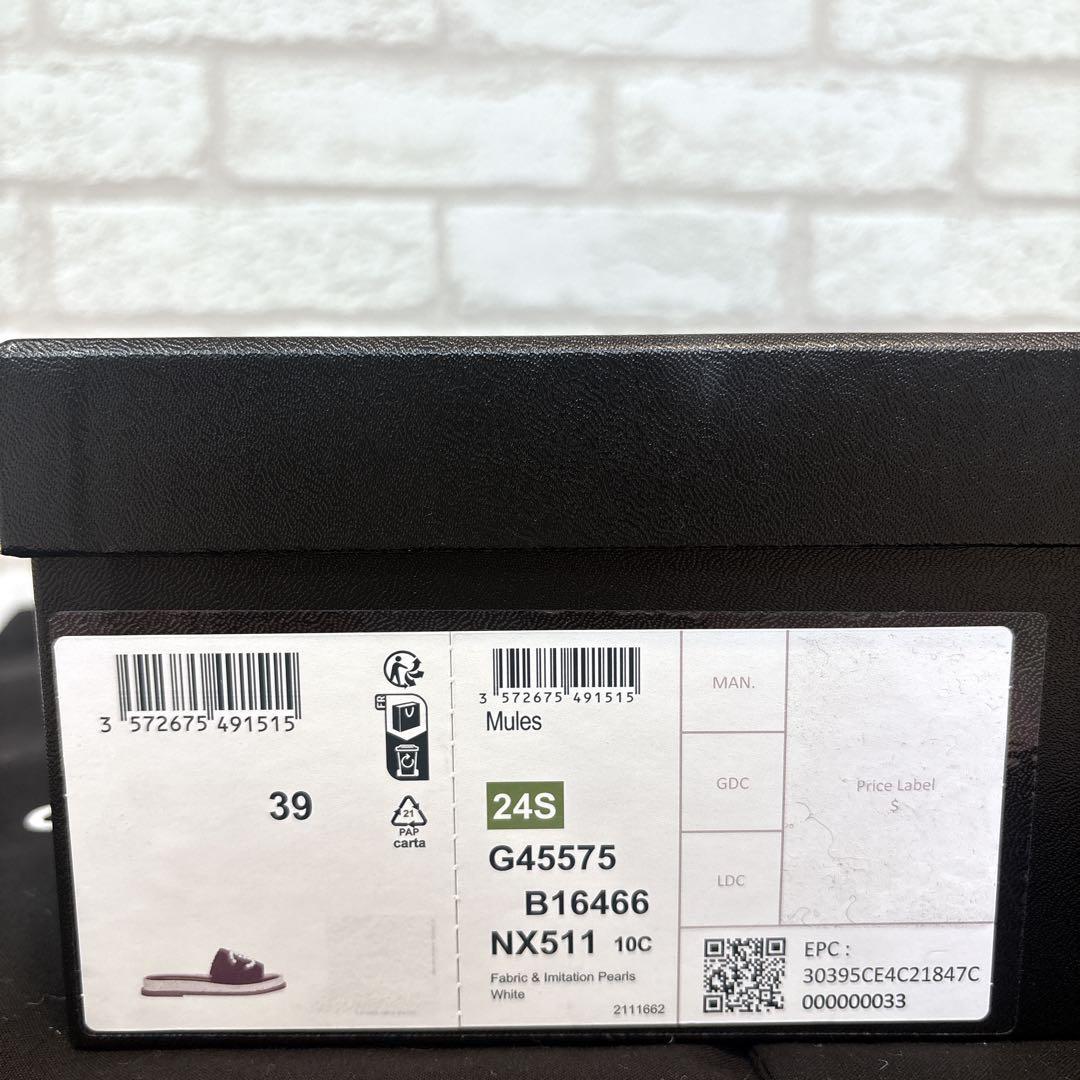 3 572675 491515
39
FR
21
PAP
carta
3 572675 491515
Mules
24S
G45575
B16466
NX511 10C
Fabric & Imitation Pearls
White
2111662
MAN.
GDC
LDC
Price Label
$
EPC :
30395CE4C21847C
000000033